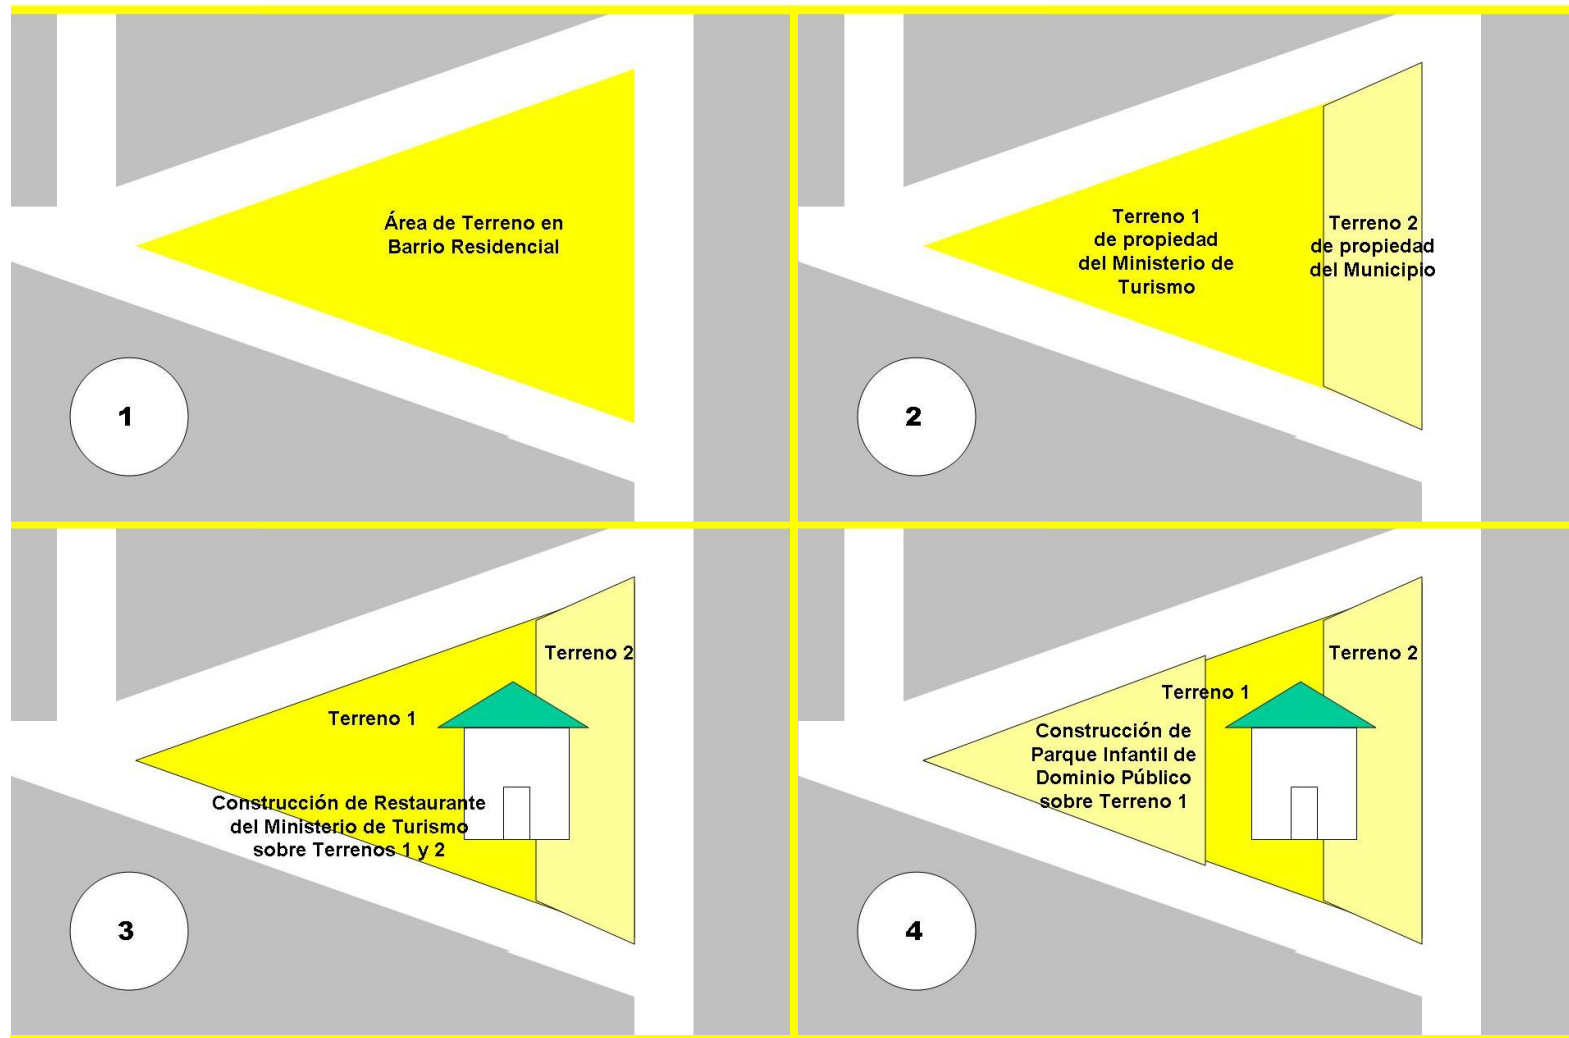 Área de Terreno en
Barrio Residencial
1
Terreno 1
de propiedad
del Ministerio de
Turismo
Terreno 2
de propiedad
del Municipio
2
Terreno 2
Terreno 1
Construcción de Restaurante
del Ministerio de Turismo
sobre Terrenos 1 y 2
3
Terreno 2
Terreno 1
Construcción de
Parque Infantil de
Dominio Público
sobre Terreno 1
4